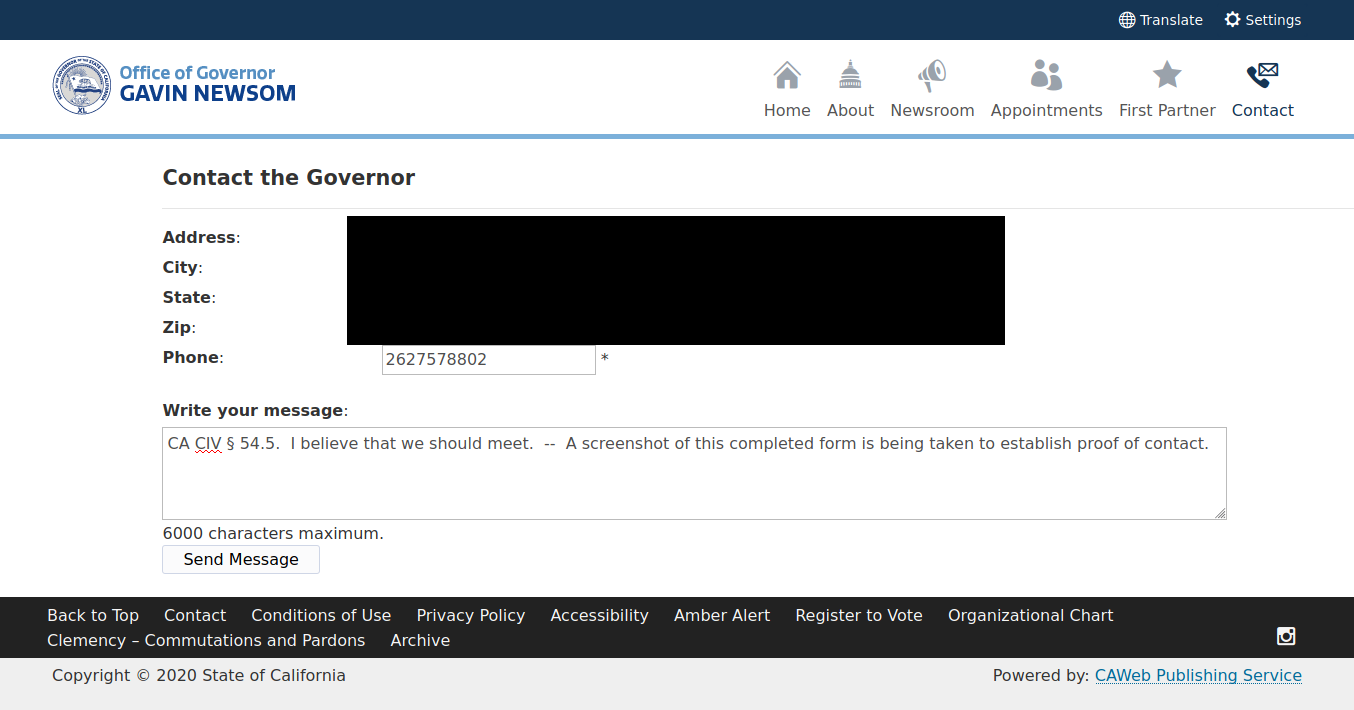 Translate Settings
Office of Governor
GAVIN NEWSOM
Home About Newsroom Appointments First Partner Contact
Contact the Governor
Address:
City:
State:
Zip:
Phone: 2627578802 *
Write your message:
CA CIV § 54.5.  I believe that we should meet.  --  A screenshot of this completed form is being taken to establish proof of contact.
6000 characters maximum.
Send Message
Back to Top Contact Conditions of Use Privacy Policy Accessibility Amber Alert Register to Vote Organizational Chart
Clemency – Commutations and Pardons Archive
Copyright © 2020 State of California Powered by: CAWeb Publishing Service